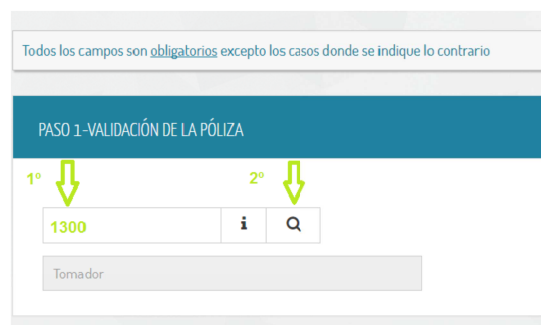 Todos los campos son obligatorios excepto los casos donde se indique lo contrario
PASO 1-VALIDACIÓN DE LA PÓLIZA
1º 2º
1300 i
Tomador